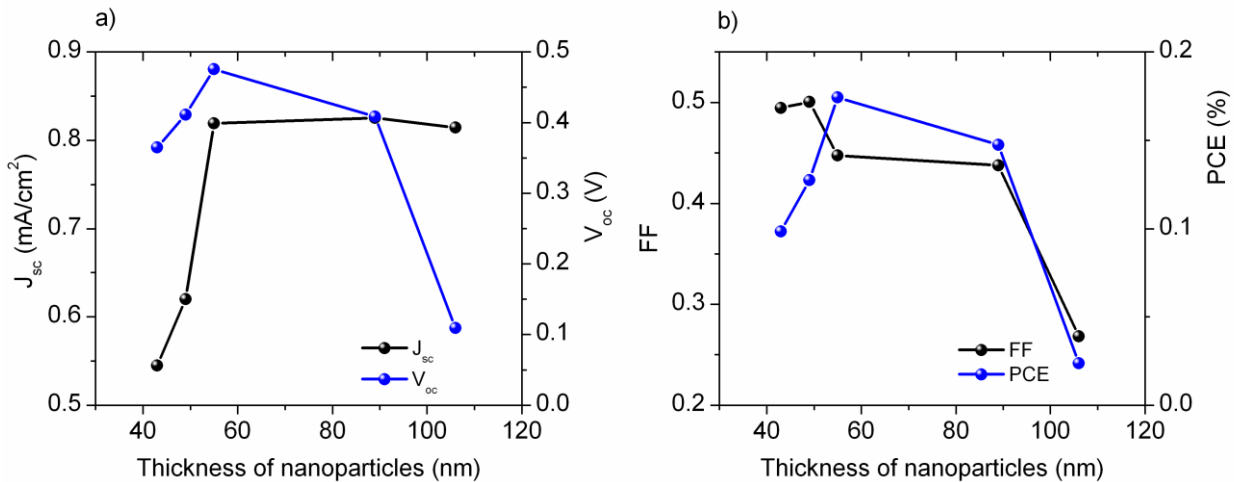 a)
0.9
0.8
0.7
0.6
0.5
J_sc (mA/cm²)
0.5
0.4
0.3
0.2
0.1
0.0
V_oc (V)
J_sc
V_oc
40 60 80 100 120
Thickness of nanoparticles (nm)
b)
0.5
0.4
0.3
0.2
FF
0.2
0.1
0.0
PCE (%)
FF
PCE
40 60 80 100 120
Thickness of nanoparticles (nm)